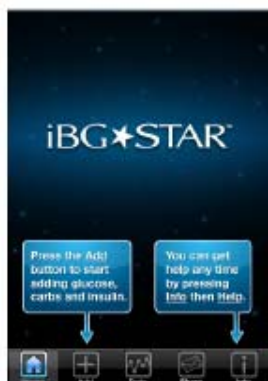 iBG★STAR™
Press the Add
button to start
adding glucose,
carbs and insulin.
You can get
help any time
by pressing
Info then Help.